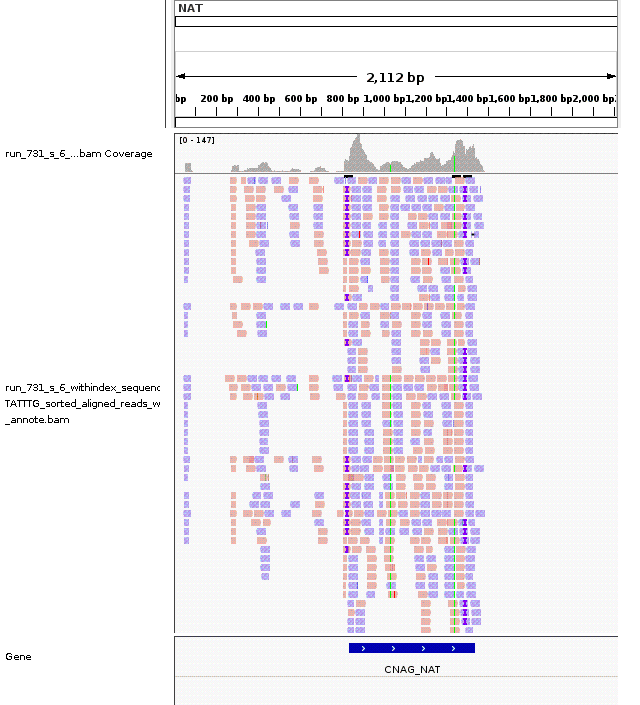 NAT
2,112 bp
bp 200 bp 400 bp 600 bp 800 bp 1,000 bp 1,200 bp 1,400 bp 1,600 bp 1,800 bp 2,000 bp
[0 - 147]
run_731_s_6_...bam Coverage
run_731_s_6_withindex_sequenc
TATTTG_sorted_aligned_reads_w
_annote.bam
Gene
CNAG_NAT